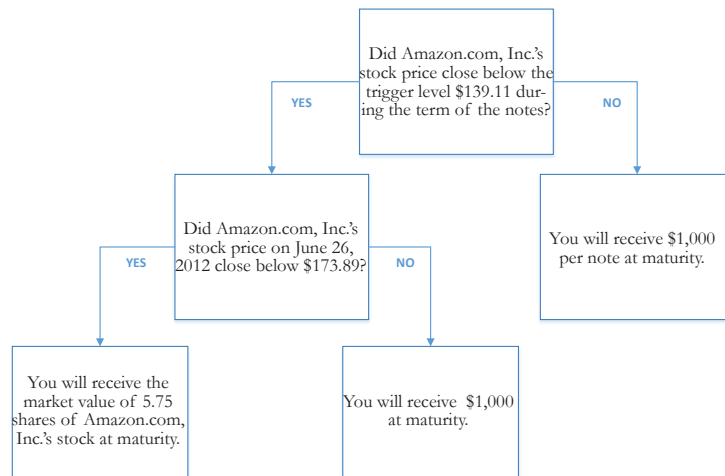 Did Amazon.com, Inc.'s
stock price close below the
trigger level $139.11 dur-
ing the term of the notes?
YES
NO
Did Amazon.com, Inc.'s
stock price on June 26,
2012 close below $173.89?
You will receive $1,000
per note at maturity.
YES
NO
You will receive the
market value of 5.75
shares of Amazon.com,
Inc.'s stock at maturity.
You will receive $1,000
at maturity.